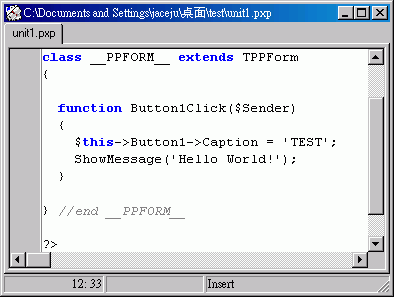 C:\Documents and Settings\jaceju\桌面\test\unit1.pxp
unit1.pxp
class __PPFORM__ extends TPPForm
{
function Button1Click($Sender)
{
$this->Button1->Caption = 'TEST';
ShowMessage('Hello World!');
}
} //end __PPFORM__
?>
12: 33
Insert